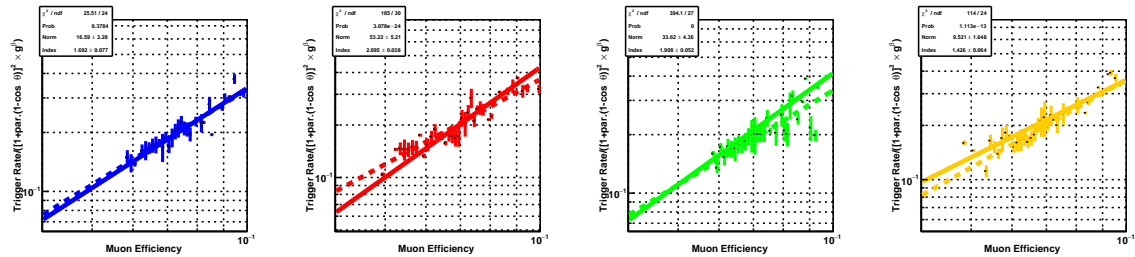 χ² / ndf 25.51 / 24
Prob 0.3784
Norm 16.59 ± 3.28
Index 1.692 ± 0.077
Trigger Rate/([1+par.(1-cos θ)]² × g^β)
10⁻¹
10⁻¹
Muon Efficiency
χ² / ndf 185 / 30
Prob 3.078e-24
Norm 53.22 ± 5.21
Index 2.095 ± 0.038
Trigger Rate/([1+par.(1-cos θ)]² × g^β)
10⁻¹
10⁻¹
Muon Efficiency
χ² / ndf 394.1 / 27
Prob 0
Norm 33.62 ± 4.36
Index 1.908 ± 0.052
Trigger Rate/([1+par.(1-cos θ)]² × g^β)
10⁻¹
10⁻¹
Muon Efficiency
χ² / ndf 114 / 24
Prob 1.113e-13
Norm 9.521 ± 1.648
Index 1.426 ± 0.064
Trigger Rate/([1+par.(1-cos θ)]² × g^β)
10⁻¹
10⁻¹
Muon Efficiency